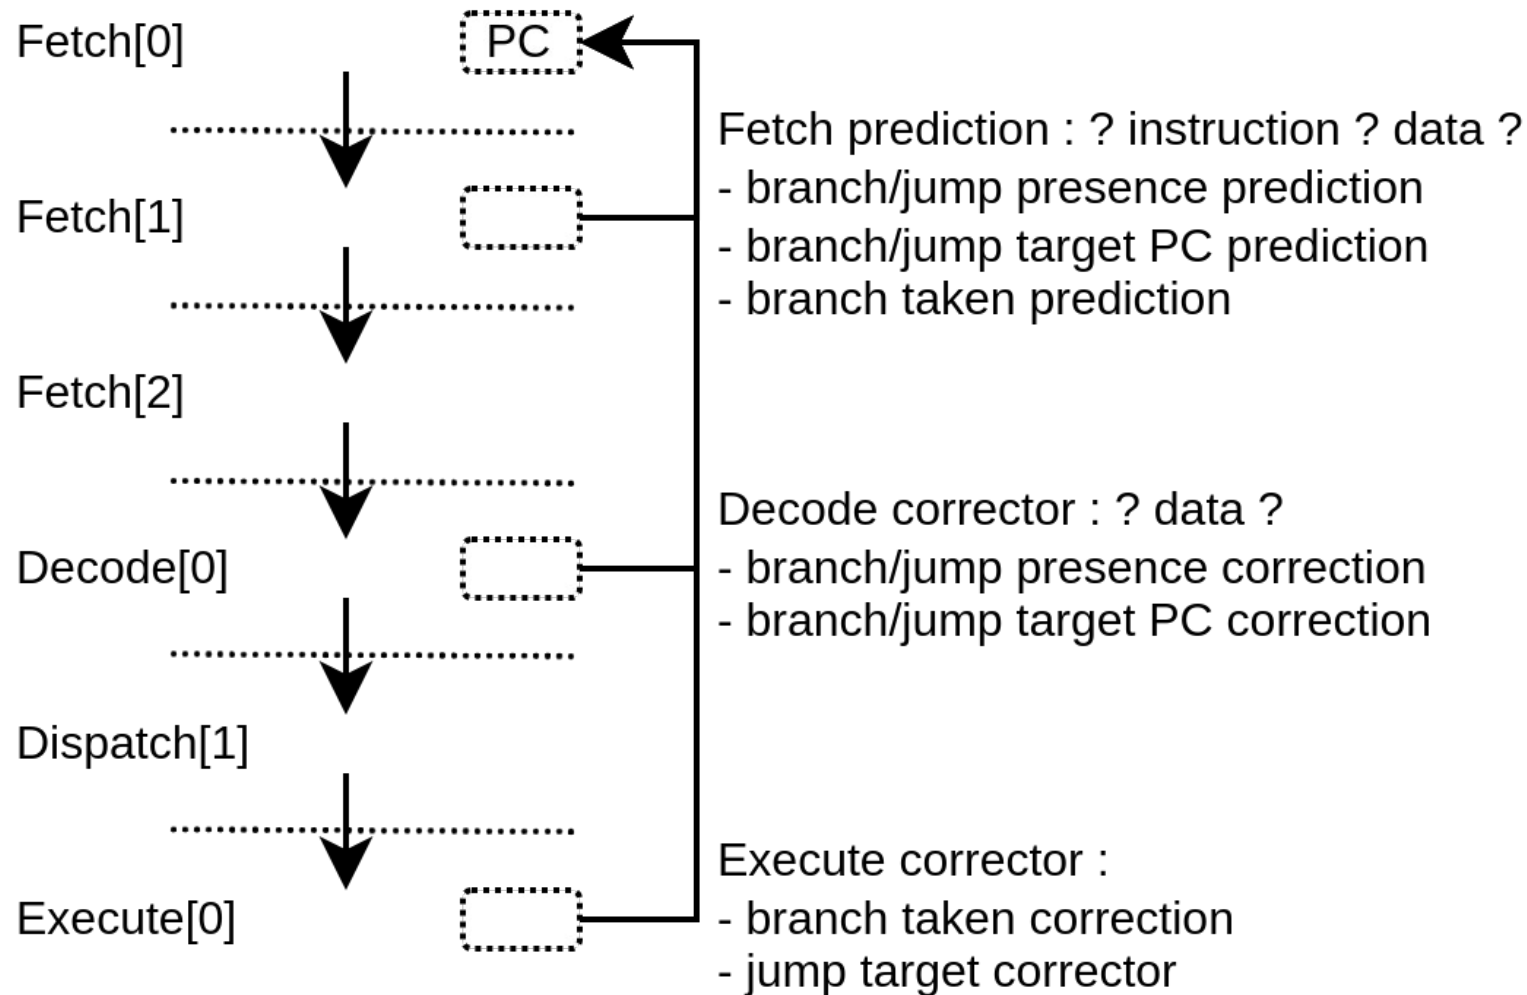 Fetch[0]
PC
Fetch prediction : ? instruction ? data ?
- branch/jump presence prediction
Fetch[1]
- branch/jump target PC prediction
- branch taken prediction
Fetch[2]
Decode corrector : ? data ?
Decode[0]
- branch/jump presence correction
- branch/jump target PC correction
Dispatch[1]
Execute corrector :
Execute[0]
- branch taken correction
- jump target corrector